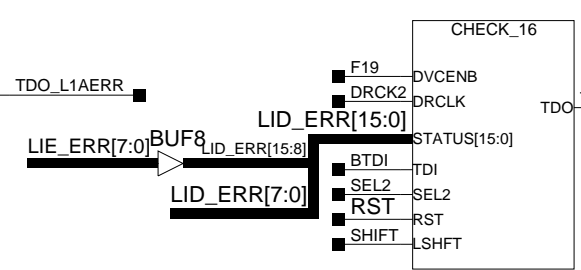 CHECK_16
F19
DVCENB
TDO_L1AERR
DRCK2
DRCLK
TDO
LID_ERR[15:0]
STATUS[15:0]
LIE_ERR[7:0]
BUF8
LID_ERR[15:8]
BTDI
TDI
SEL2
SEL2
LID_ERR[7:0]
RST
RST
SHIFT
LSHFT